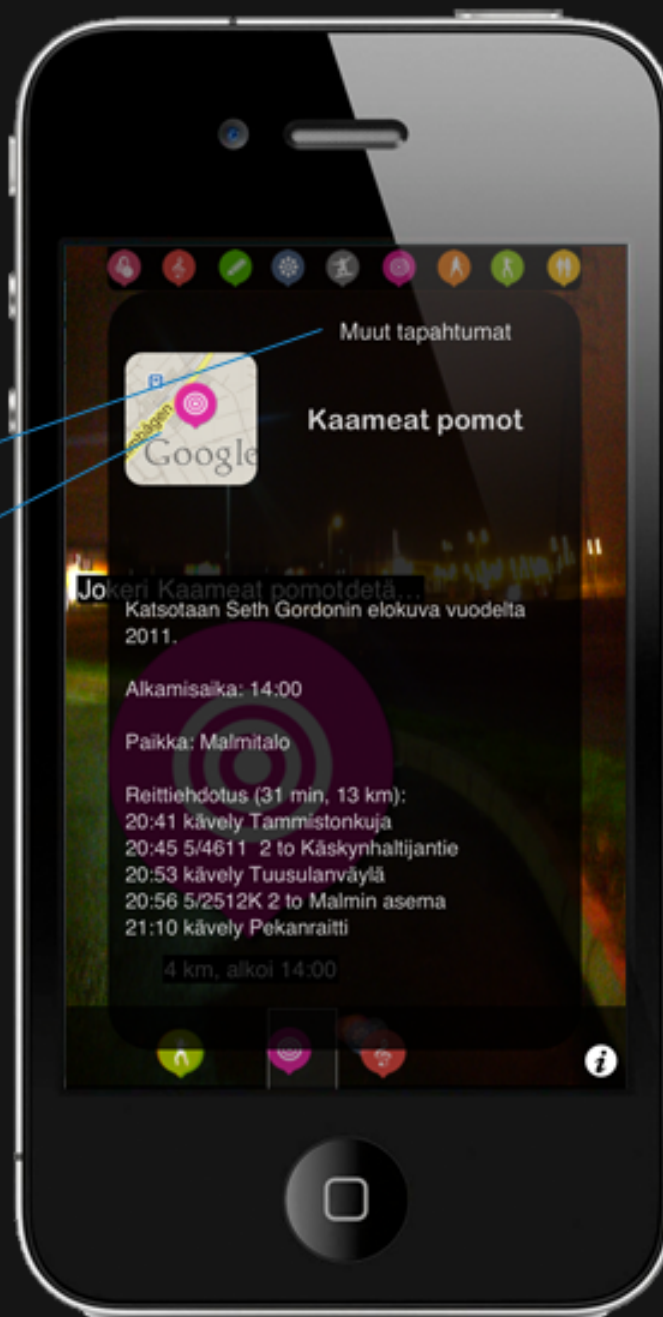 Muut tapahtumat
mhägen
Google
Kaameat pomot
Jokeri Kaameat pomotdetä...
Katsotaan Seth Gordonin elokuva vuodelta
2011.
Alkamisaika: 14:00
Paikka: Malmitalo
Reittiehdotus (31 min, 13 km):
20:41 kävely Tammistonkuja
20:45 5/4611 2 to Käskynhaltijantie
20:53 kävely Tuusulanväylä
20:56 5/2512K 2 to Malmin asema
21:10 kävely Pekanraitti
4 km, alkoi 14:00
i